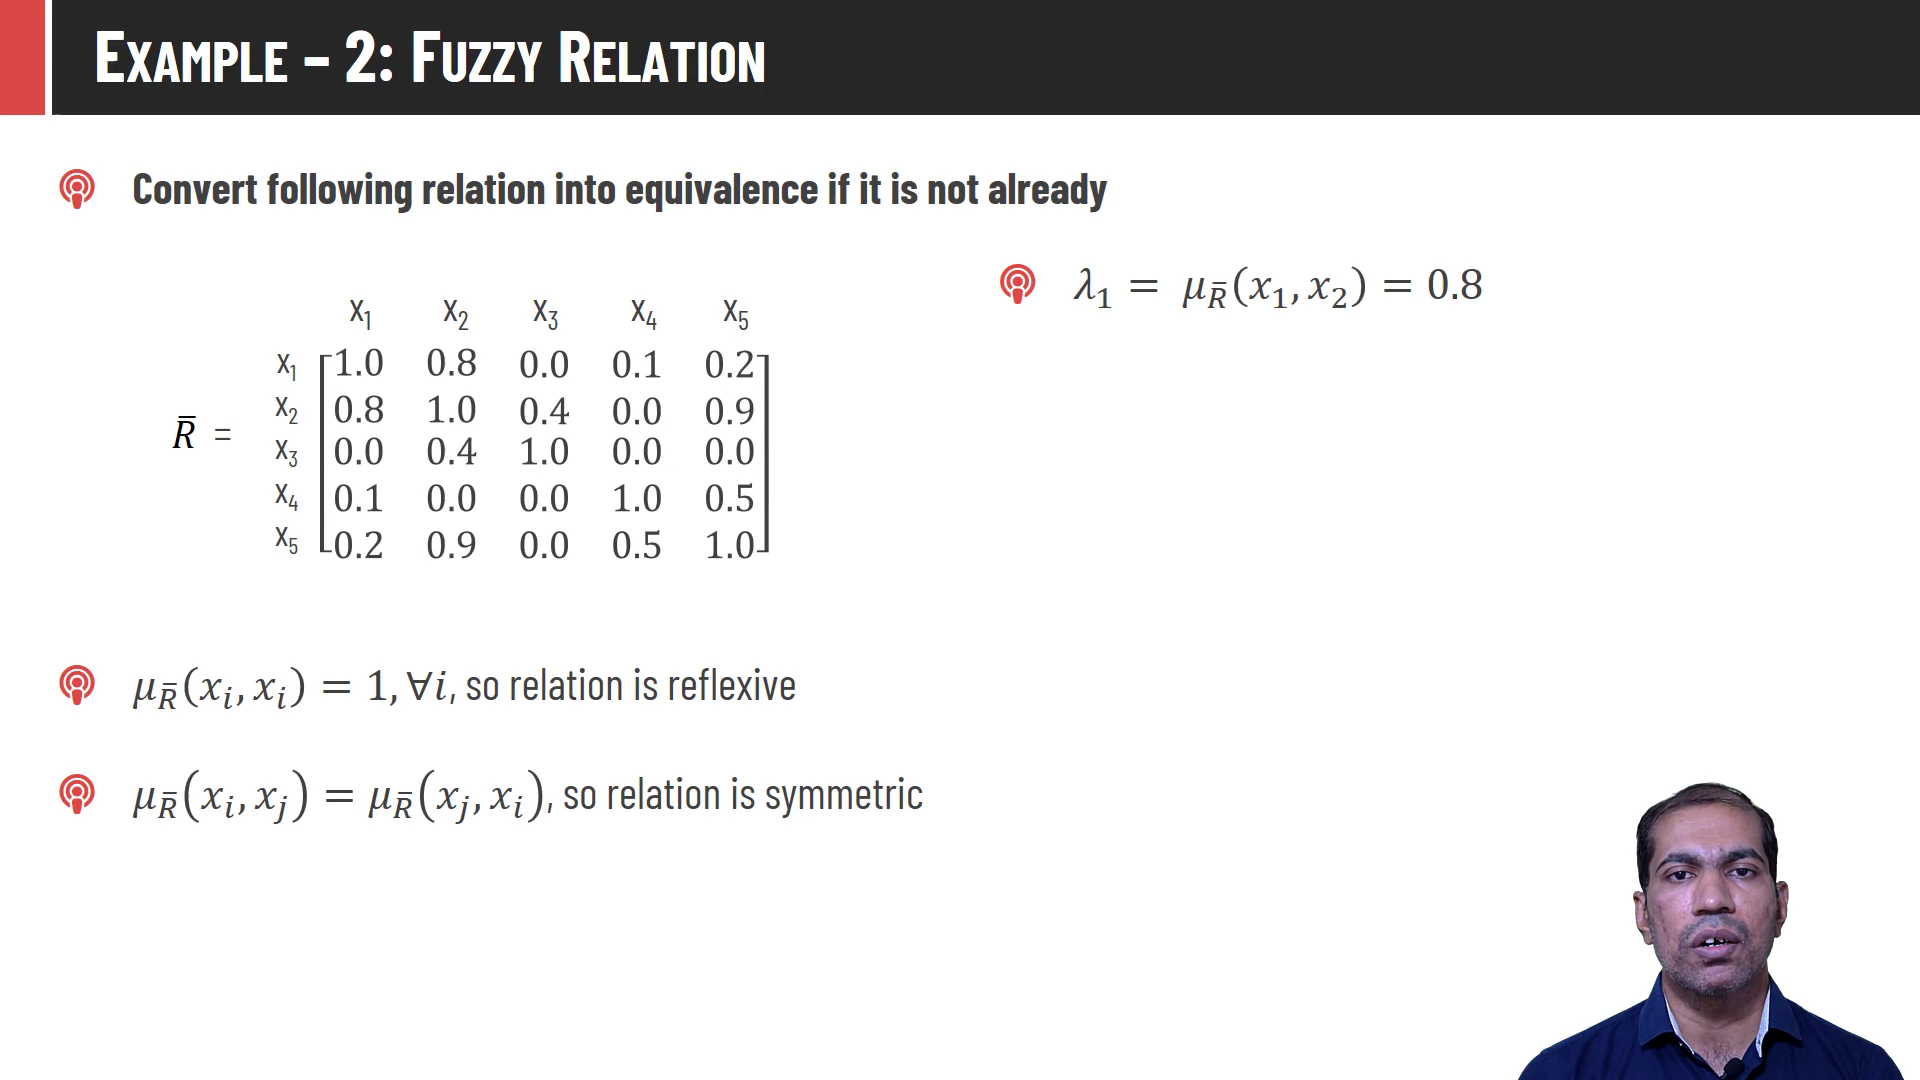 EXAMPLE – 2: FUZZY RELATION
Convert following relation into equivalence if it is not already
x₁ x₂ x₃ x₄ x₅
x₁ 1.0 0.8 0.0 0.1 0.2
x₂ 0.8 1.0 0.4 0.0 0.9
R̅ =
x₃ 0.0 0.4 1.0 0.0 0.0
x₄ 0.1 0.0 0.0 1.0 0.5
x₅ 0.2 0.9 0.0 0.5 1.0
μ_R̅(xᵢ, xᵢ) = 1, ∀i, so relation is reflexive
μ_R̅(xᵢ, xⱼ) = μ_R̅(xⱼ, xᵢ), so relation is symmetric
λ₁ = μ_R̅(x₁, x₂) = 0.8